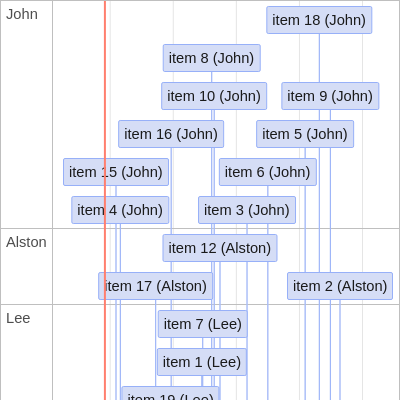 John
item 18 (John)
item 8 (John)
item 10 (John)
item 9 (John)
item 16 (John)
item 5 (John)
item 15 (John)
item 6 (John)
item 4 (John)
item 3 (John)
Alston
item 12 (Alston)
item 17 (Alston)
item 2 (Alston)
Lee
item 7 (Lee)
item 1 (Lee)
item 19 (Lee)